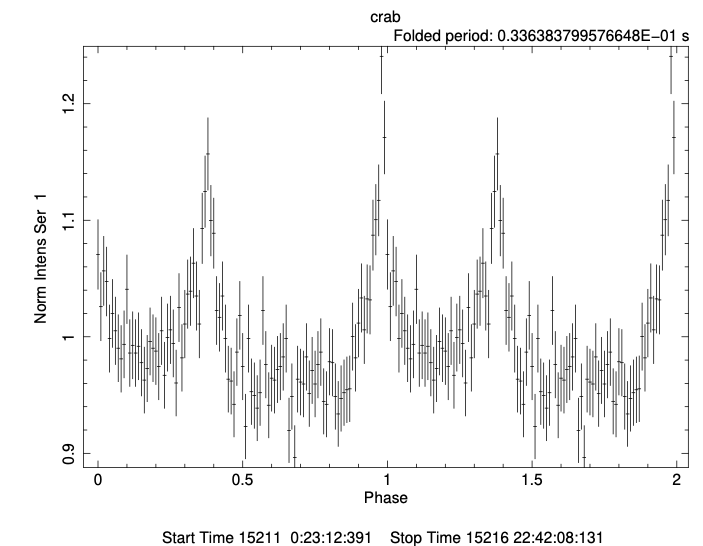 crab
Folded period: 0.336383799576648E−01 s
Norm Intens Ser 1
1.2
1.1
1
0.9
0 0.5 1 1.5 2
Phase
Start Time 15211 0:23:12:391 Stop Time 15216 22:42:08:131